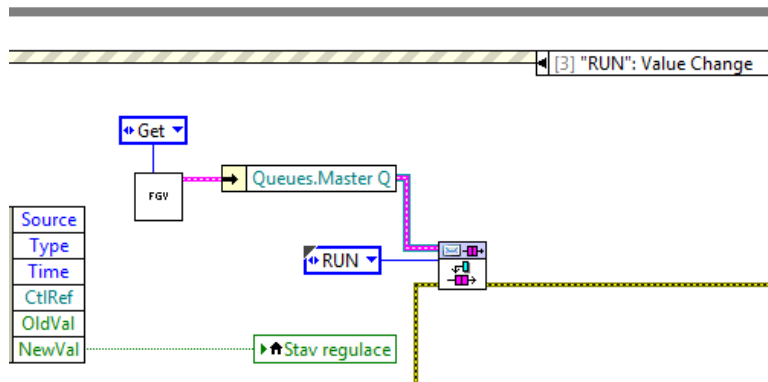 [3] "RUN": Value Change
Get
FGV
Queues.Master Q
Source
Type
RUN
Time
CtlRef
OldVal
NewVal
Stav regulace